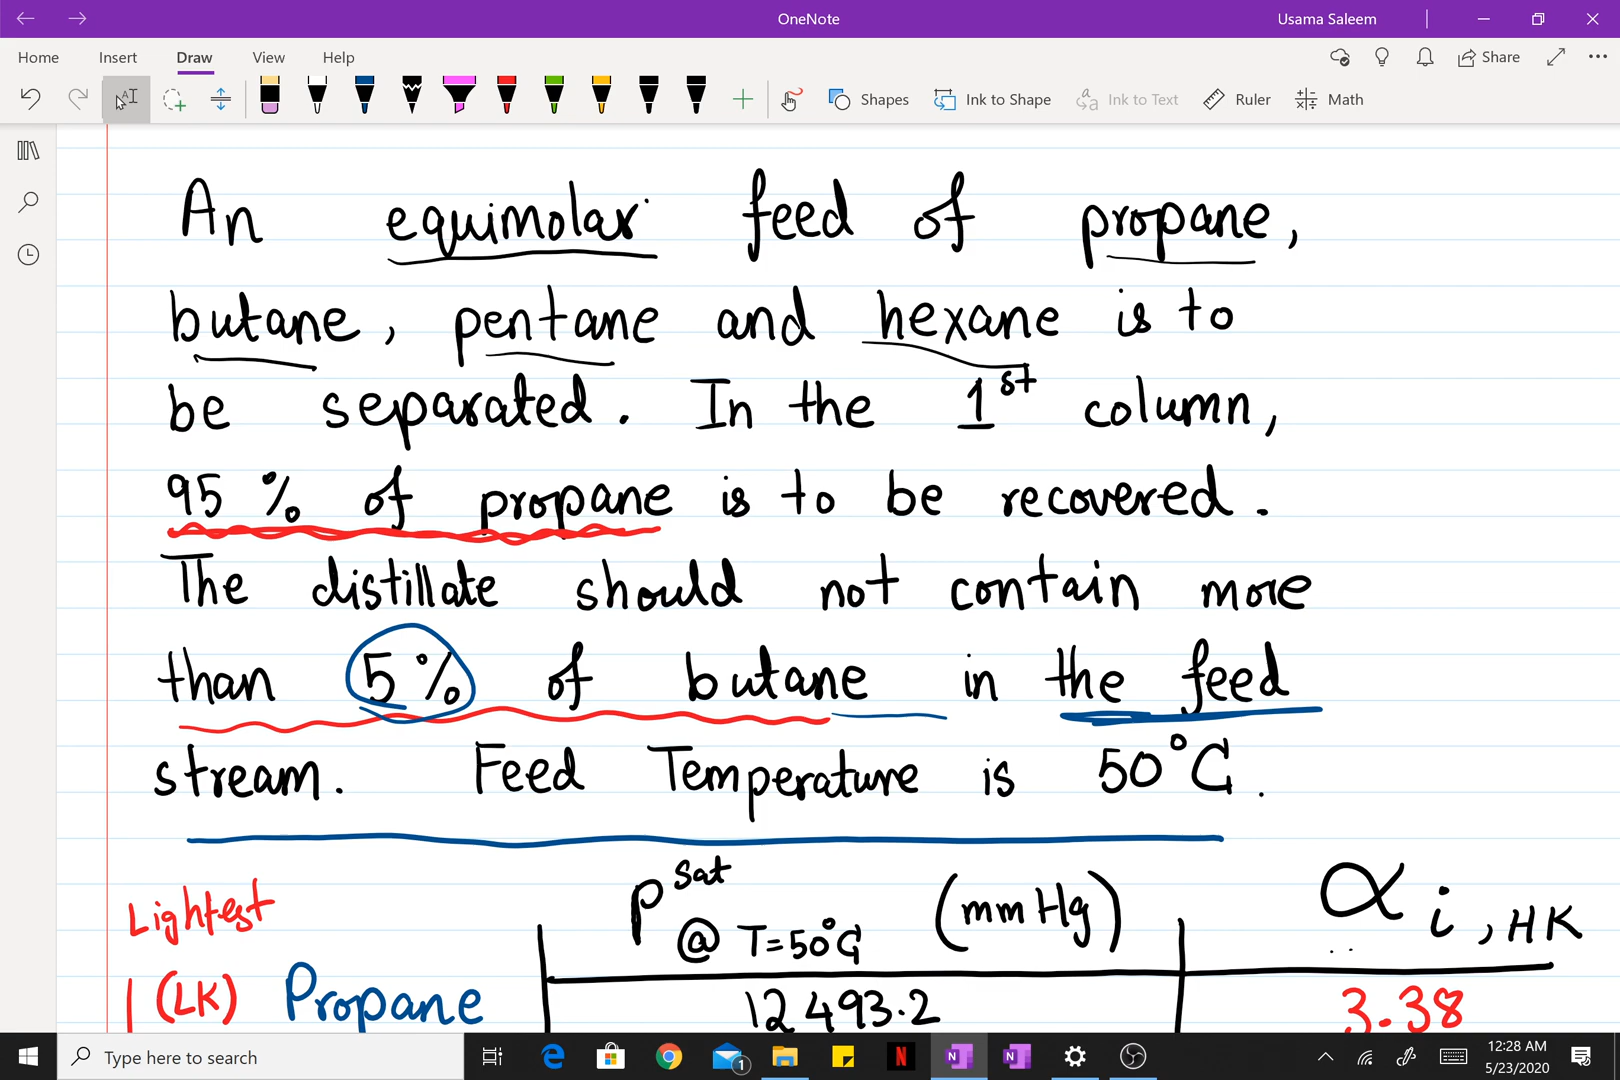 OneNote
Usama Saleem
Home Insert Draw View Help
Share
Shapes Ink to Shape Ink to Text Ruler Math
An equimolar feed of propane,
butane, pentane and hexane is to
be separated. In the 1st column,
95 % of propane is to be recovered.
The distillate should not contain more
than 5% of butane in the feed
stream. Feed Temperature is 50°C.
Lightest
P sat @ T=50°C (mmHg)
α i, HK
1 (LK) Propane 12493.2 3.38
Type here to search
1
12:28 AM
5/23/2020